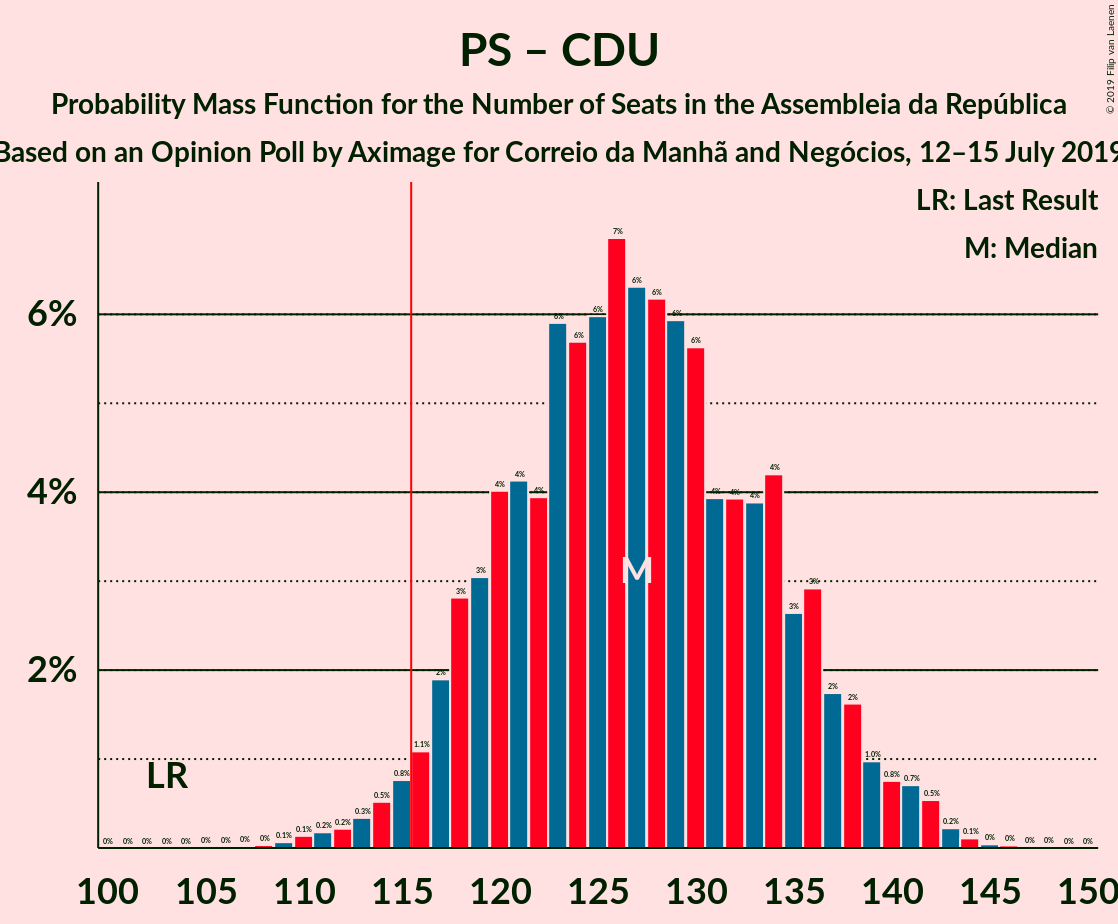 PS – CDU
Probability Mass Function for the Number of Seats in the Assembleia da República
Based on an Opinion Poll by Aximage for Correio da Manhã and Negócios, 12–15 July 2019
© 2019 Filip van Laenen
LR: Last Result
M: Median
6%
4%
2%
0% 0% 0% 0% 0% 0% 0% 0% 0% 0.1% 0.1% 0.2% 0.2% 0.3% 0.5% 0.8% 1.1% 2% 3% 3% 4% 4% 4% 6% 6% 6% 7% 6% 6% 6% 6% 4% 4% 4% 4% 3% 3% 2% 2% 1.0% 0.8% 0.7% 0.5% 0.2% 0.1% 0% 0% 0% 0% 0% 0%
M
LR
100 105 110 115 120 125 130 135 140 145 150